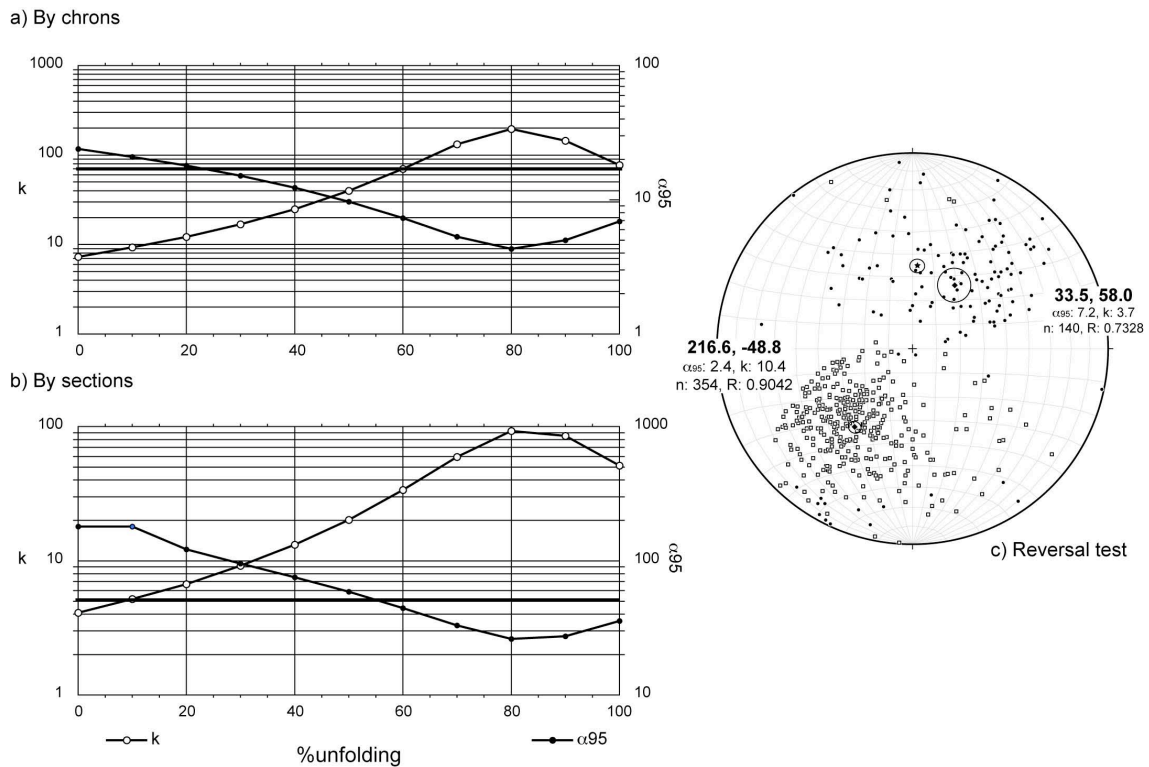 a) By chrons
1000
100
10
1
k
100
10
1
α95
0 20 40 60 80 100
b) By sections
100
10
1
k
1000
100
10
α95
0 20 40 60 80 100
k
α95
%unfolding
33.5, 58.0
α95: 7.2, k: 3.7
n: 140, R: 0.7328
216.6, -48.8
α95: 2.4, k: 10.4
n: 354, R: 0.9042
c) Reversal test